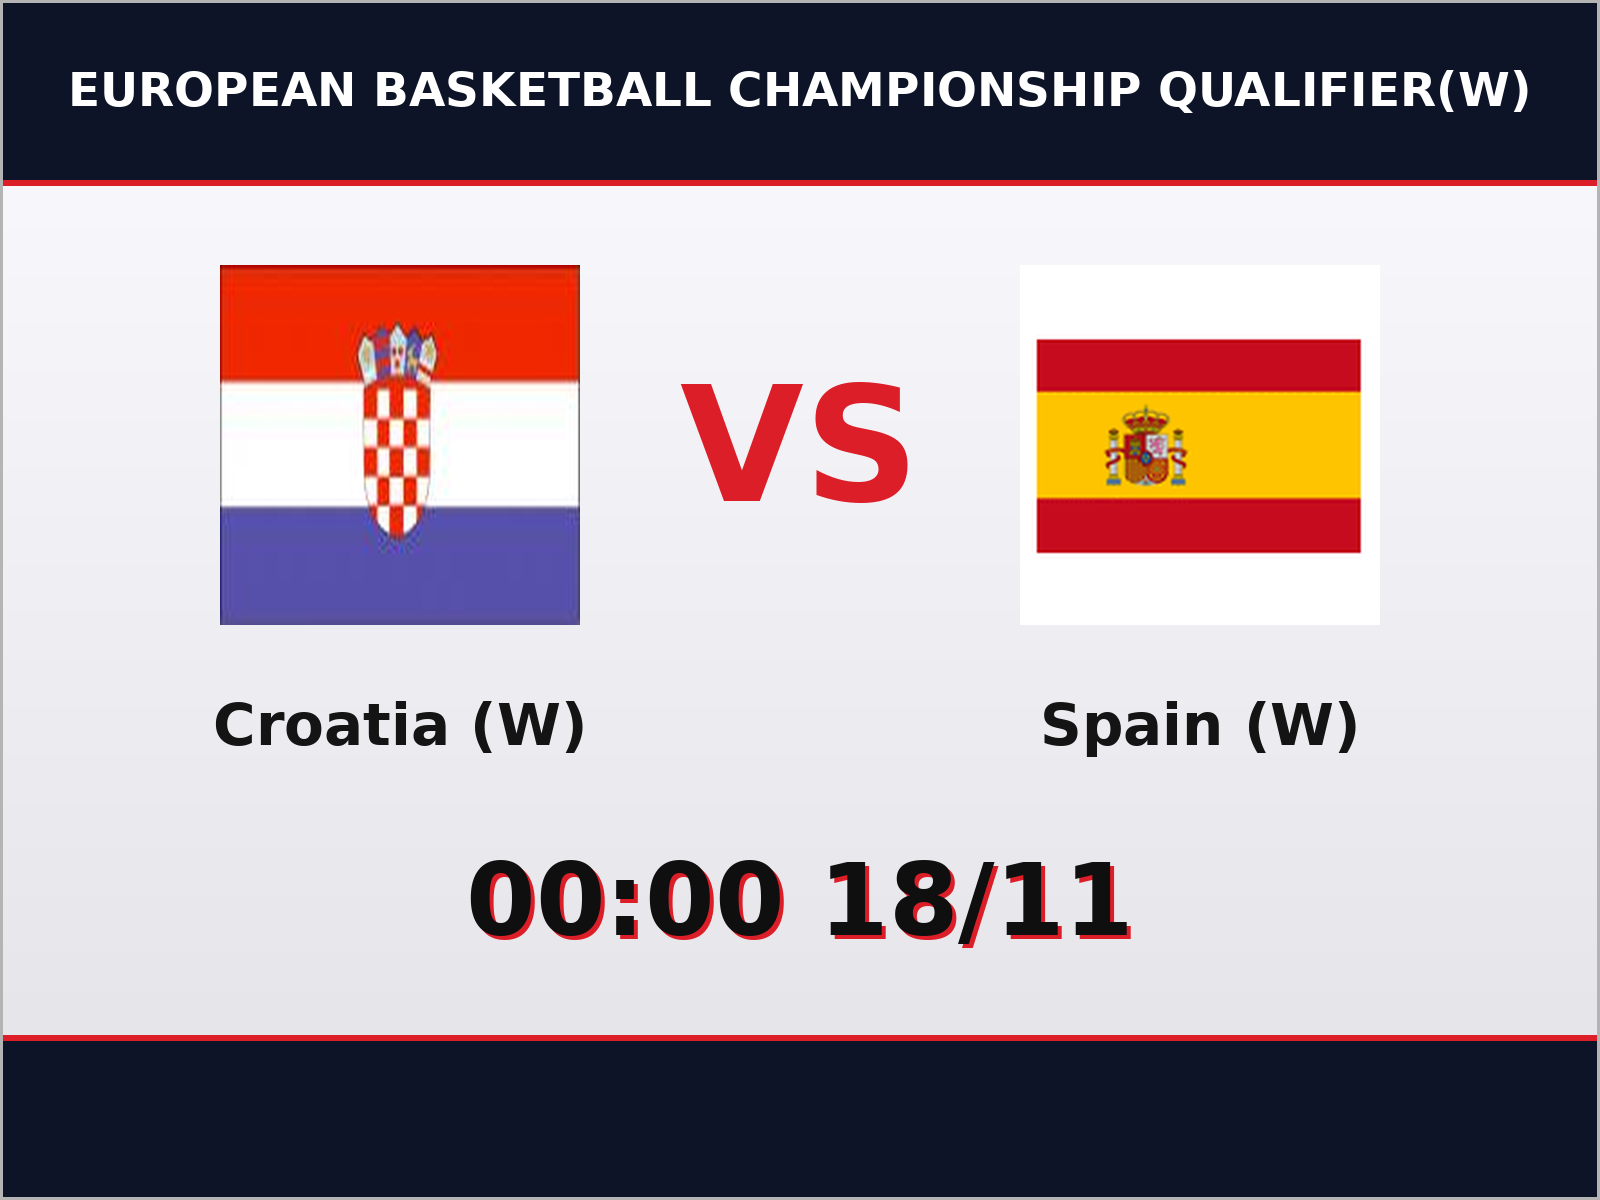 EUROPEAN BASKETBALL CHAMPIONSHIP QUALIFIER(W)
VS
Croatia (W)
Spain (W)
00:00 18/11